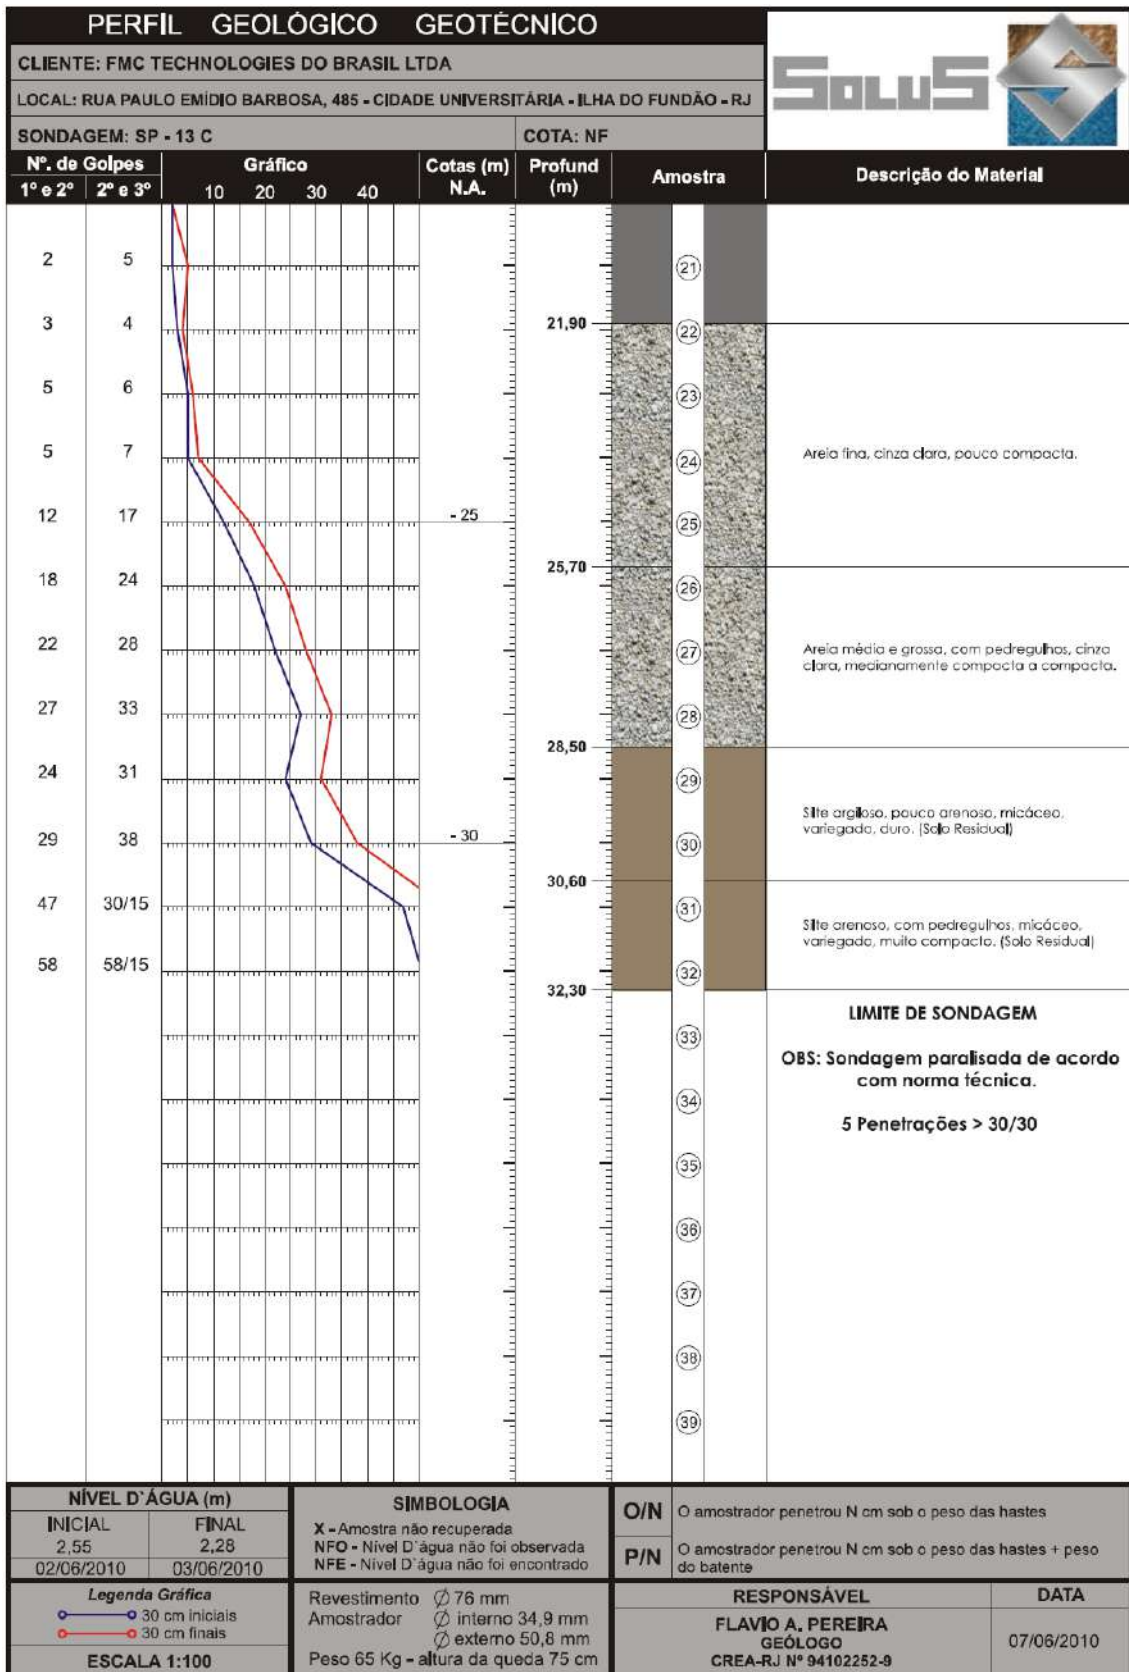 PERFIL GEOLÓGICO GEOTÉCNICO
CLIENTE: FMC TECHNOLOGIES DO BRASIL LTDA
LOCAL: RUA PAULO EMÍDIO BARBOSA, 485 - CIDADE UNIVERSITÁRIA - ILHA DO FUNDÃO - RJ
SONDAGEM: SP - 13 C
COTA: NF
SOLUS
Nº. de Golpes
1º e 2º 2º e 3º
Gráfico
10 20 30 40
Cotas (m)
N.A.
Profund
(m)
Amostra
Descrição do Material
2 5 21
3 4 22
21,90
5 6 23
5 7 24
Areia fina, cinza clara, pouco compacta.
12 17 - 25 25
25,70
18 24 26
22 28 27
Areia média e grossa, com pedregulhos, cinza
clara, medianamente compacta a compacta.
27 33 28
28,50
24 31 29
Silte argiloso, pouco arenoso, micáceo,
variegado, duro. (Solo Residual)
29 38 - 30 30
30,60
47 30/15 31
Silte arenoso, com pedregulhos, micáceo,
variegado, muito compacto. (Solo Residual)
58 58/15 32
32,30
LIMITE DE SONDAGEM
33
OBS: Sondagem paralisada de acordo
com norma técnica.
34
5 Penetrações > 30/30
35
36
37
38
39
NÍVEL D`ÁGUA (m)
INICIAL FINAL
2,55 2,28
02/06/2010 03/06/2010
SIMBOLOGIA
X - Amostra não recuperada
NFO - Nível D`água não foi observada
NFE - Nível D`água não foi encontrado
O/N O amostrador penetrou N cm sob o peso das hastes
P/N O amostrador penetrou N cm sob o peso das hastes + peso
do batente
Legenda Gráfica
30 cm iniciais
30 cm finais
ESCALA 1:100
Revestimento ∅ 76 mm
Amostrador ∅ interno 34,9 mm
∅ externo 50,8 mm
Peso 65 Kg - altura da queda 75 cm
RESPONSÁVEL
FLAVIO A. PEREIRA
GEÓLOGO
CREA-RJ Nº 94102252-9
DATA
07/06/2010